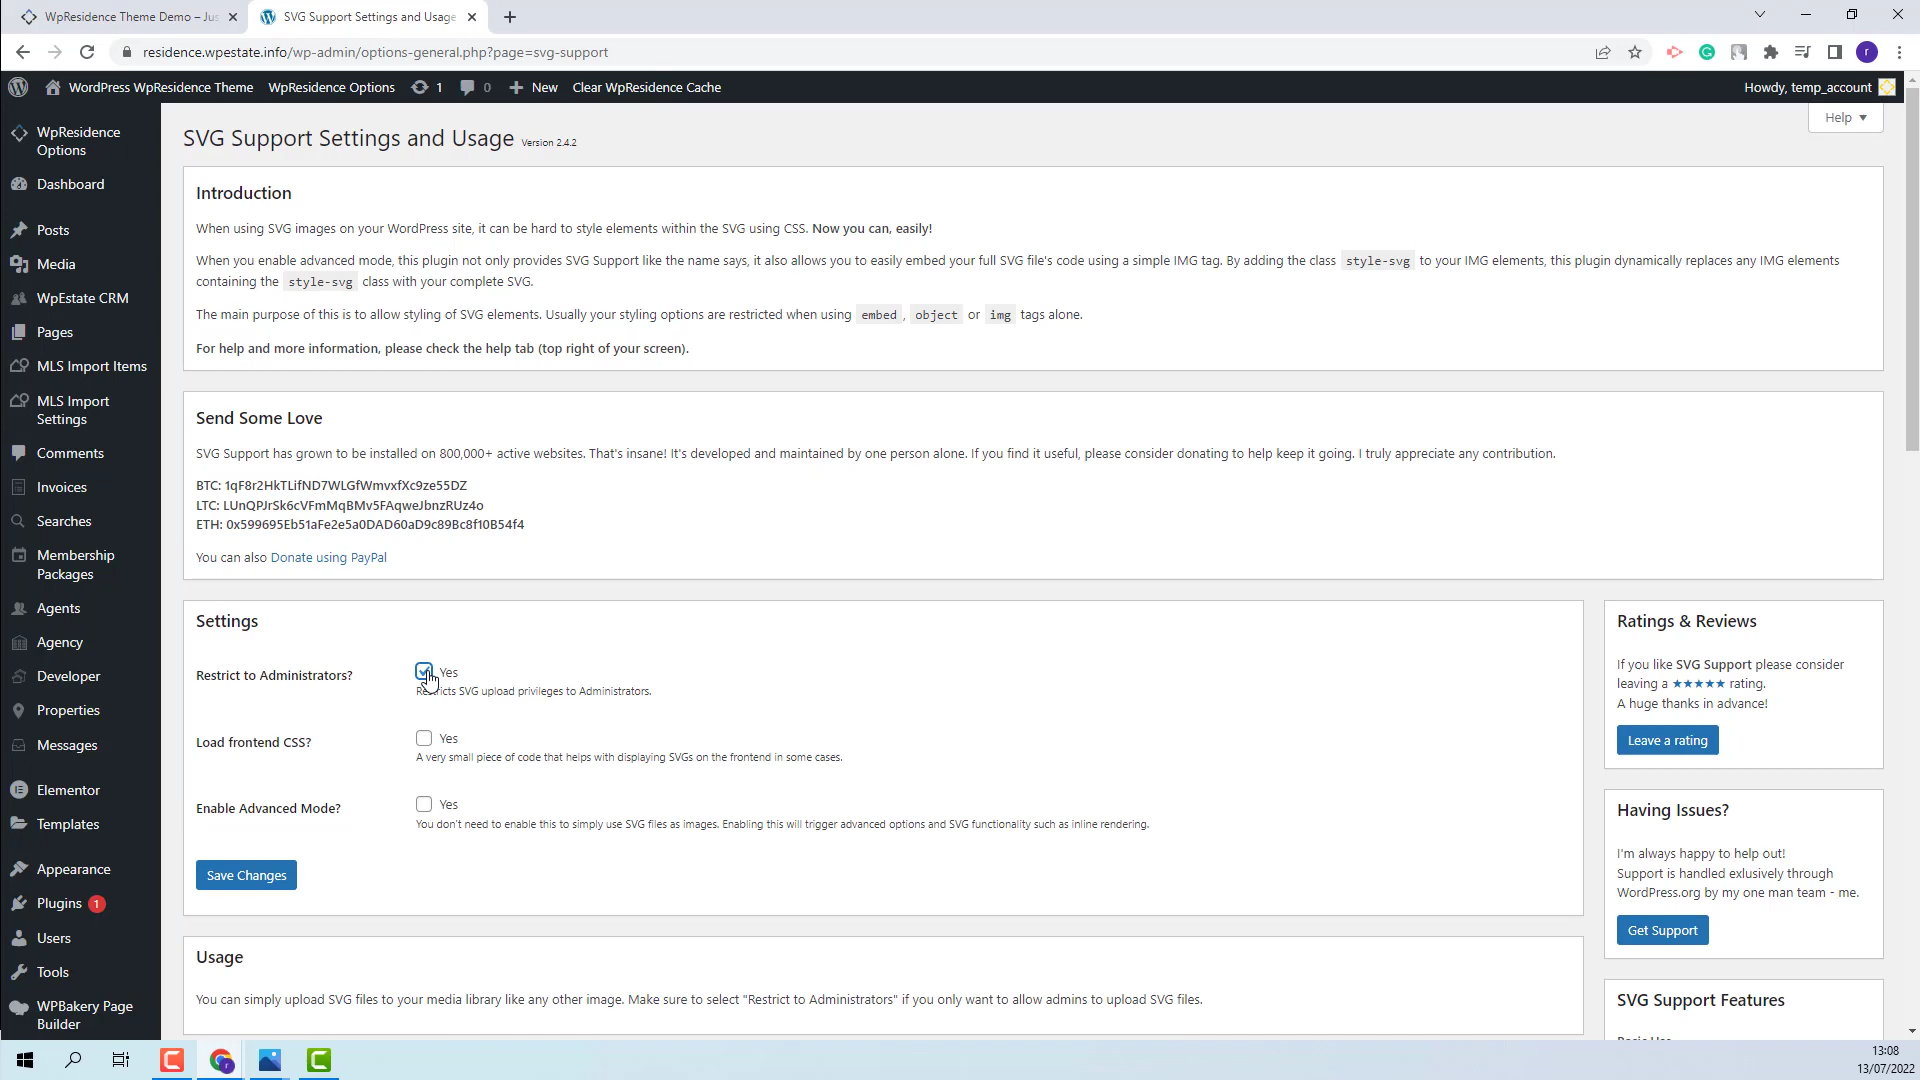 WpResidence Theme Demo – Jus
SVG Support Settings and Usage
residence.wpestate.info/wp-admin/options-general.php?page=svg-support
r
WordPress WpResidence Theme
WpResidence Options
1
0
New
Clear WpResidence Cache
Howdy, temp_account
WpResidence
Options
Dashboard
Posts
Media
WpEstate CRM
Pages
MLS Import Items
MLS Import
Settings
Comments
Invoices
Searches
Membership
Packages
Agents
Agency
Developer
Properties
Messages
Elementor
Templates
Appearance
Plugins 1
Users
Tools
WPBakery Page
Builder
Help
SVG Support Settings and Usage Version 2.4.2
Introduction
When using SVG images on your WordPress site, it can be hard to style elements within the SVG using CSS. Now you can, easily!
When you enable advanced mode, this plugin not only provides SVG Support like the name says, it also allows you to easily embed your full SVG file's code using a simple IMG tag. By adding the class style-svg to your IMG elements, this plugin dynamically replaces any IMG elements
containing the style-svg class with your complete SVG.
The main purpose of this is to allow styling of SVG elements. Usually your styling options are restricted when using embed , object or img tags alone.
For help and more information, please check the help tab (top right of your screen).
Send Some Love
SVG Support has grown to be installed on 800,000+ active websites. That's insane! It's developed and maintained by one person alone. If you find it useful, please consider donating to help keep it going. I truly appreciate any contribution.
BTC: 1qF8r2HkTLifND7WLGfWmvxfXc9ze55DZ
LTC: LUnQPJrSk6cVFmMqBMv5FAqweJbnzRUz4o
ETH: 0x599695Eb51aFe2e5a0DAD60aD9c89Bc8f10B54f4
You can also Donate using PayPal
Settings
Restrict to Administrators?
Yes
Restricts SVG upload privileges to Administrators.
Load frontend CSS?
Yes
A very small piece of code that helps with displaying SVGs on the frontend in some cases.
Enable Advanced Mode?
Yes
You don't need to enable this to simply use SVG files as images. Enabling this will trigger advanced options and SVG functionality such as inline rendering.
Save Changes
Usage
You can simply upload SVG files to your media library like any other image. Make sure to select "Restrict to Administrators" if you only want to allow admins to upload SVG files.
Ratings & Reviews
If you like SVG Support please consider
leaving a ★★★★★ rating.
A huge thanks in advance!
Leave a rating
Having Issues?
I'm always happy to help out!
Support is handled exlusively through
WordPress.org by my one man team - me.
Get Support
SVG Support Features
13:08
13/07/2022